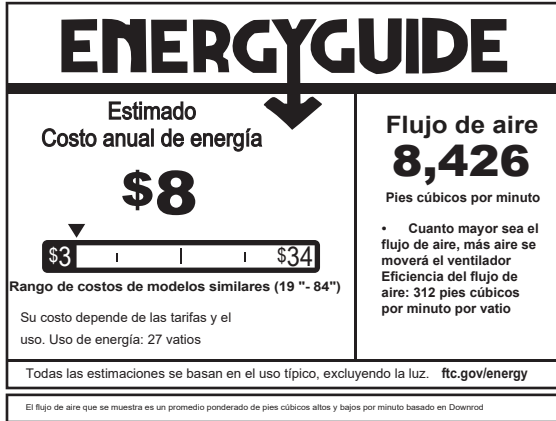 ENERGYGUIDE
Estimado
Costo anual de energía
$8
$3 $34
Rango de costos de modelos similares (19 "- 84")
Su costo depende de las tarifas y el
uso. Uso de energía: 27 vatios
Flujo de aire
8,426
Pies cúbicos por minuto
• Cuanto mayor sea el
flujo de aire, más aire se
moverá el ventilador
Eficiencia del flujo de
aire: 312 pies cúbicos
por minuto por vatio
Todas las estimaciones se basan en el uso típico, excluyendo la luz. ftc.gov/energy
El flujo de aire que se muestra es un promedio ponderado de pies cúbicos altos y bajos por minuto basado en Downrod